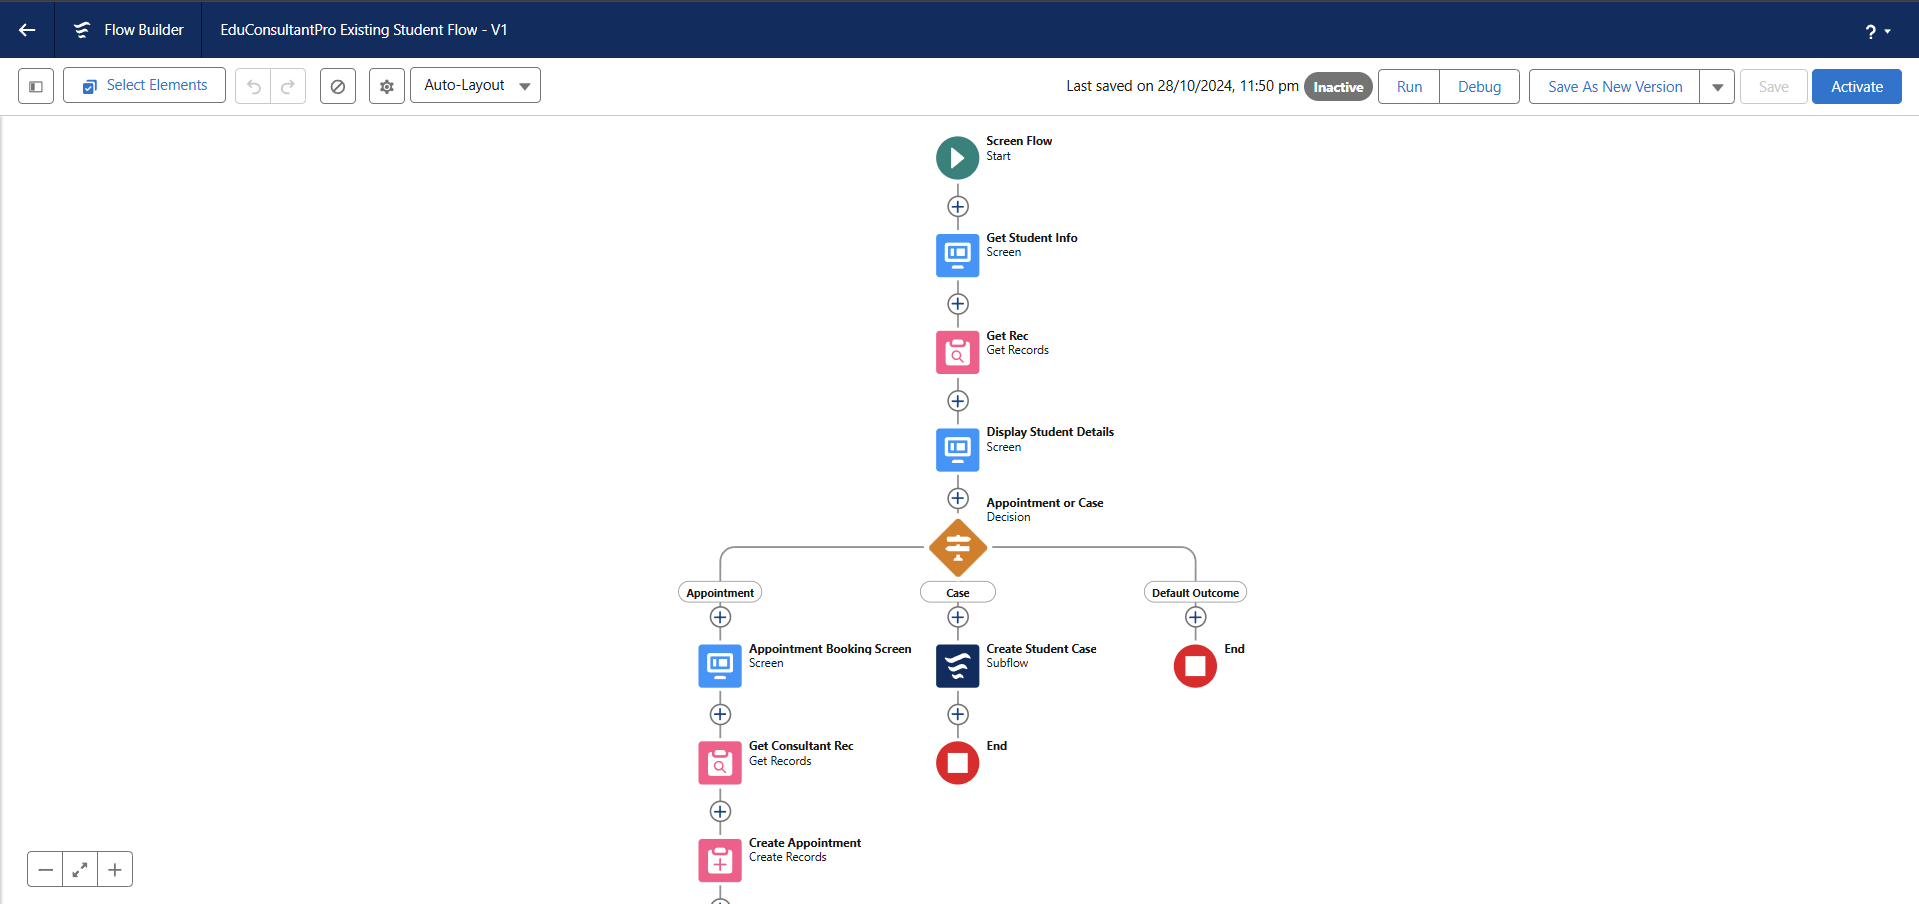 Flow Builder
EduConsultantPro Existing Student Flow - V1
?
Select Elements
Auto-Layout
Last saved on 28/10/2024, 11:50 pm
Inactive
Run
Debug
Save As New Version
Save
Activate
Screen Flow
Start
Get Student Info
Screen
Get Rec
Get Records
Display Student Details
Screen
Appointment or Case
Decision
Appointment
Case
Default Outcome
Appointment Booking Screen
Screen
Create Student Case
Subflow
End
Get Consultant Rec
Get Records
End
Create Appointment
Create Records